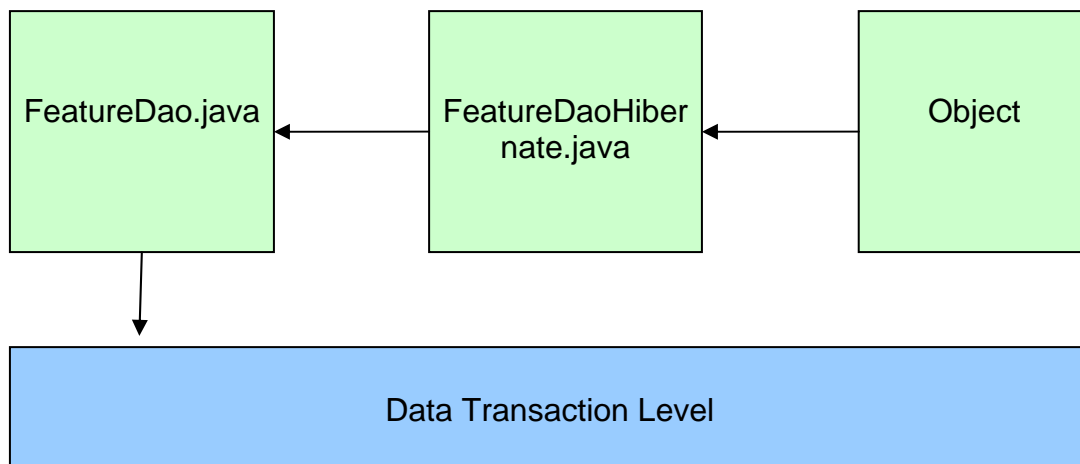 FeatureDao.java
FeatureDaoHiber
nate.java
Object
Data Transaction Level